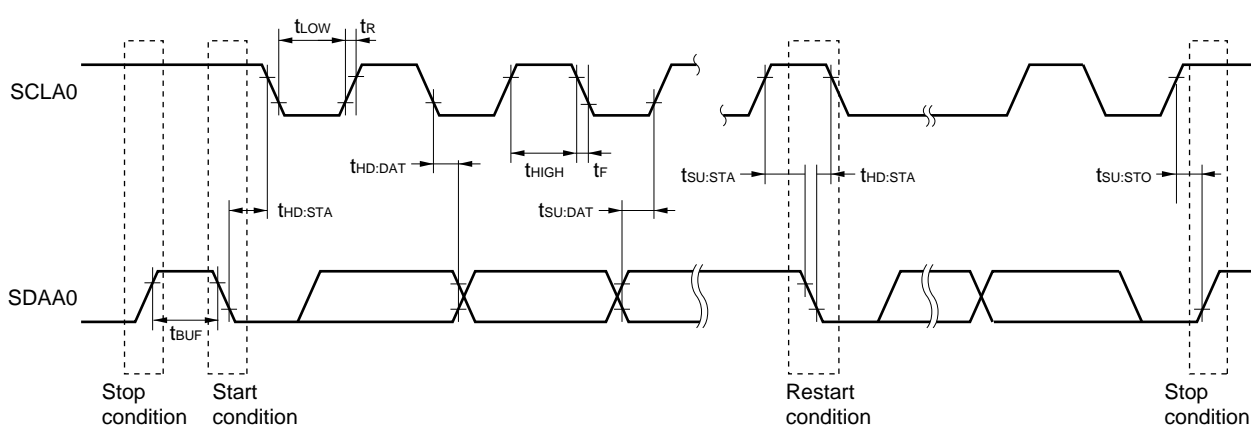 tLOW
tR
SCLA0
tHD:DAT
tHIGH
tF
tSU:STA
tHD:STA
tSU:STO
tHD:STA
tSU:DAT
SDAA0
tBUF
Stop
condition
Start
condition
Restart
condition
Stop
condition